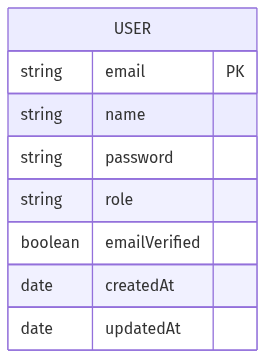 USER
string email PK
string name
string password
string role
boolean emailVerified
date createdAt
date updatedAt